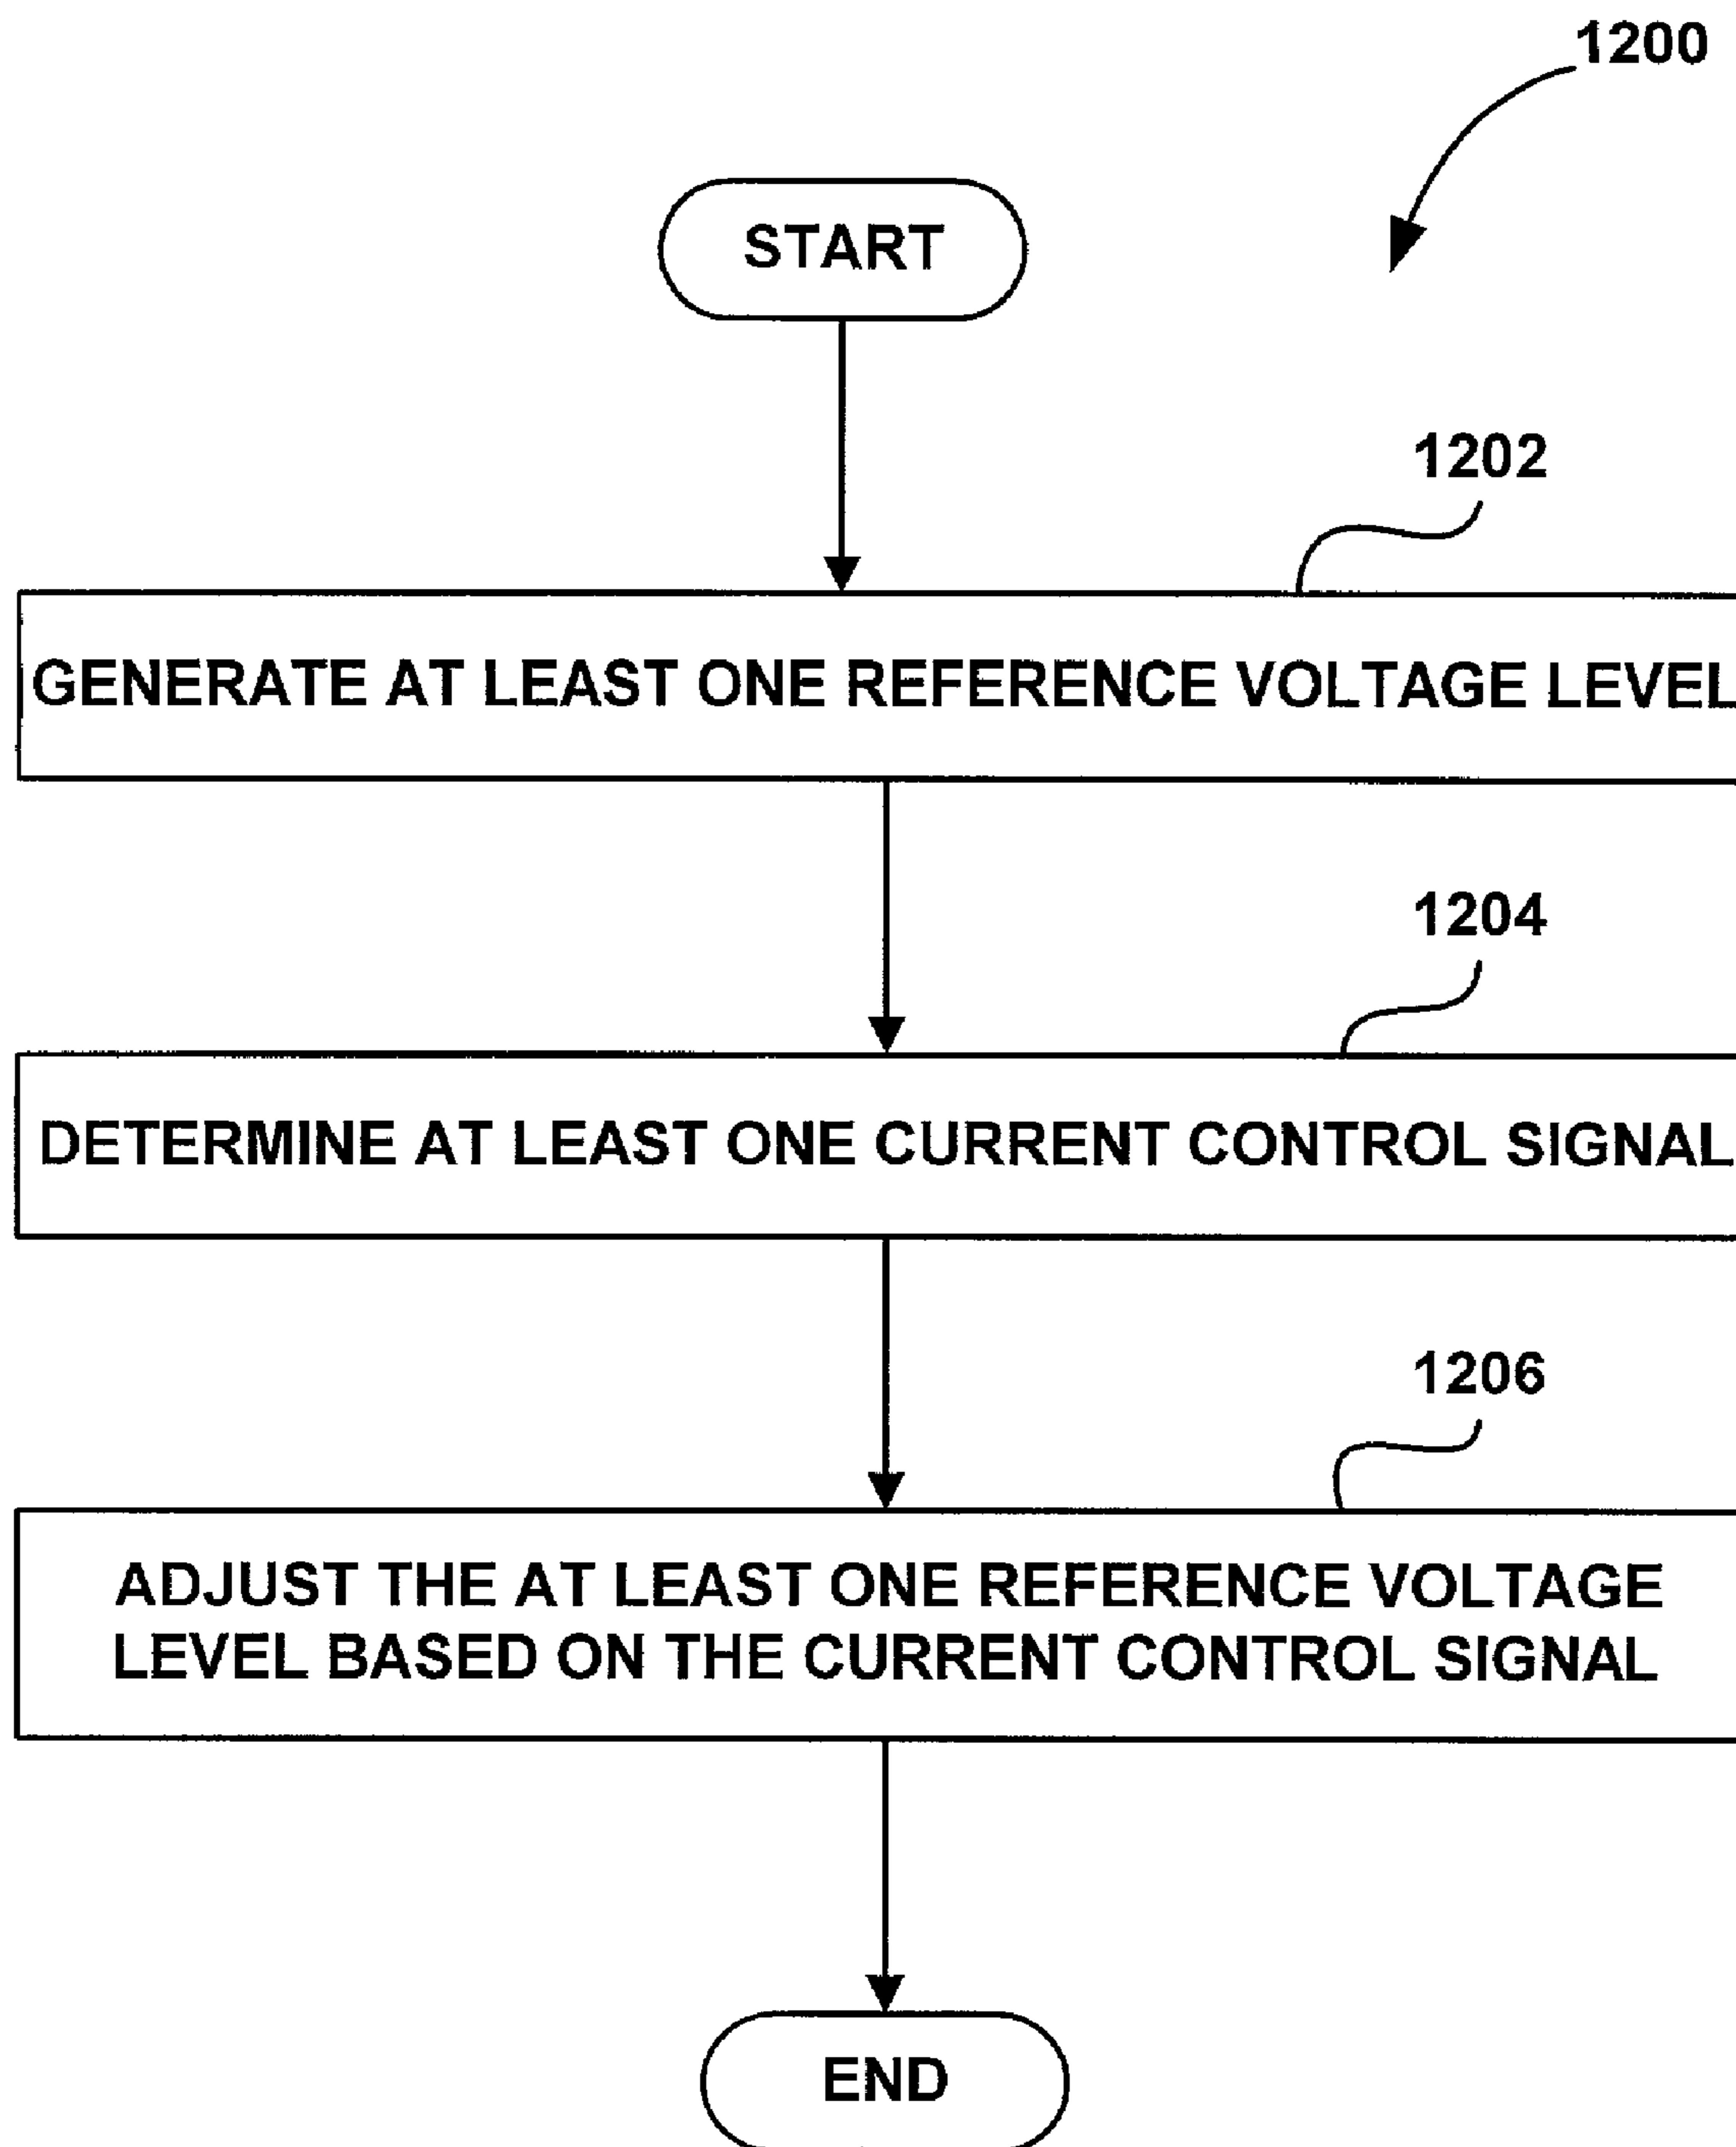 1200
START
1202
GENERATE AT LEAST ONE REFERENCE VOLTAGE LEVEL
1204
DETERMINE AT LEAST ONE CURRENT CONTROL SIGNAL
1206
ADJUST THE AT LEAST ONE REFERENCE VOLTAGE
LEVEL BASED ON THE CURRENT CONTROL SIGNAL
END